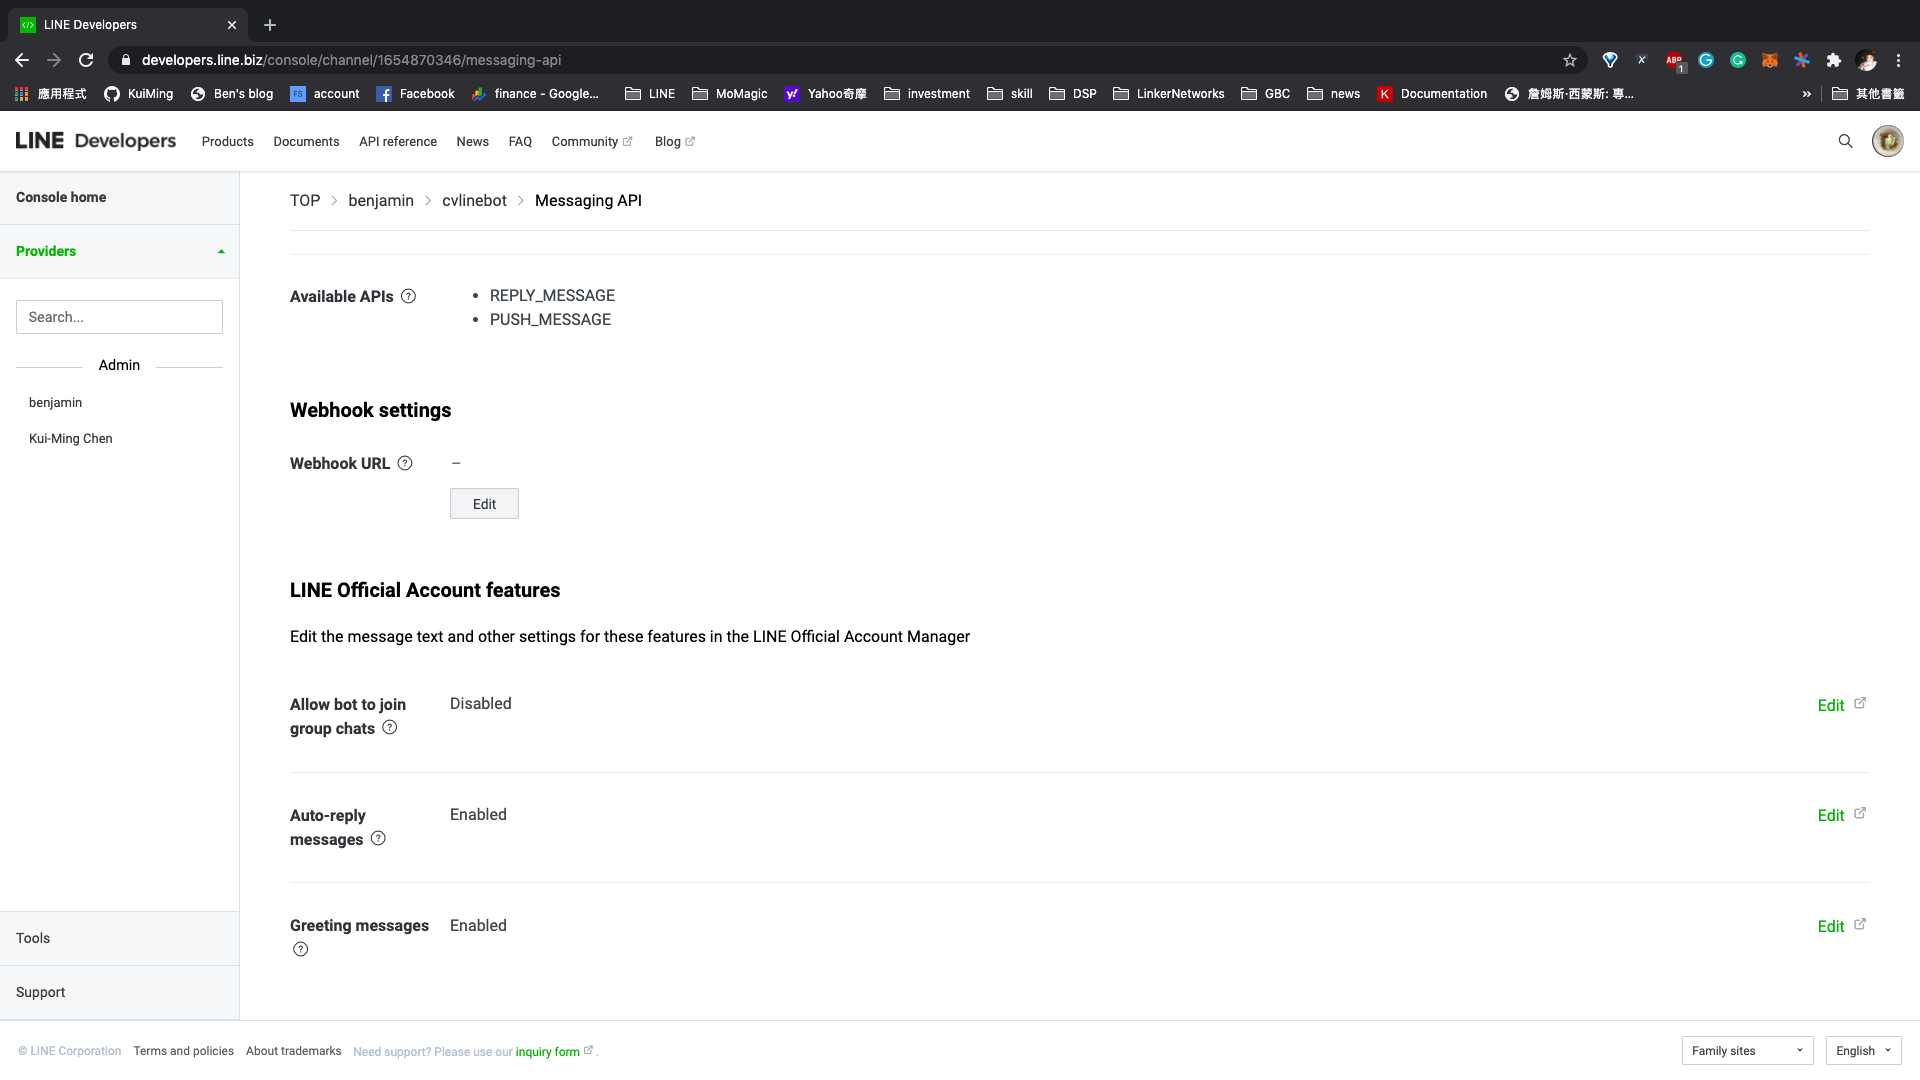 LINE Developers
developers.line.biz/console/channel/1654870346/messaging-api
ABP
1
應用程式
KuiMing
Ben's blog
FS
account
Facebook
finance - Google...
LINE
MoMagic
Yahoo奇摩
investment
skill
DSP
LinkerNetworks
GBC
news
K
Documentation
詹姆斯·西蒙斯: 專...
»
其他書籤
LINE Developers
Products
Documents
API reference
News
FAQ
Community
Blog
Console home
Providers
Search...
Admin
benjamin
Kui-Ming Chen
Tools
Support
TOP > benjamin > cvlinebot > Messaging API
Available APIs ?
• REPLY_MESSAGE
• PUSH_MESSAGE
Webhook settings
Webhook URL ?
–
Edit
LINE Official Account features
Edit the message text and other settings for these features in the LINE Official Account Manager
Allow bot to join
group chats ?
Disabled
Edit
Auto-reply
messages ?
Enabled
Edit
Greeting messages
?
Enabled
Edit
© LINE Corporation
Terms and policies
About trademarks
Need support? Please use our inquiry form .
Family sites
English